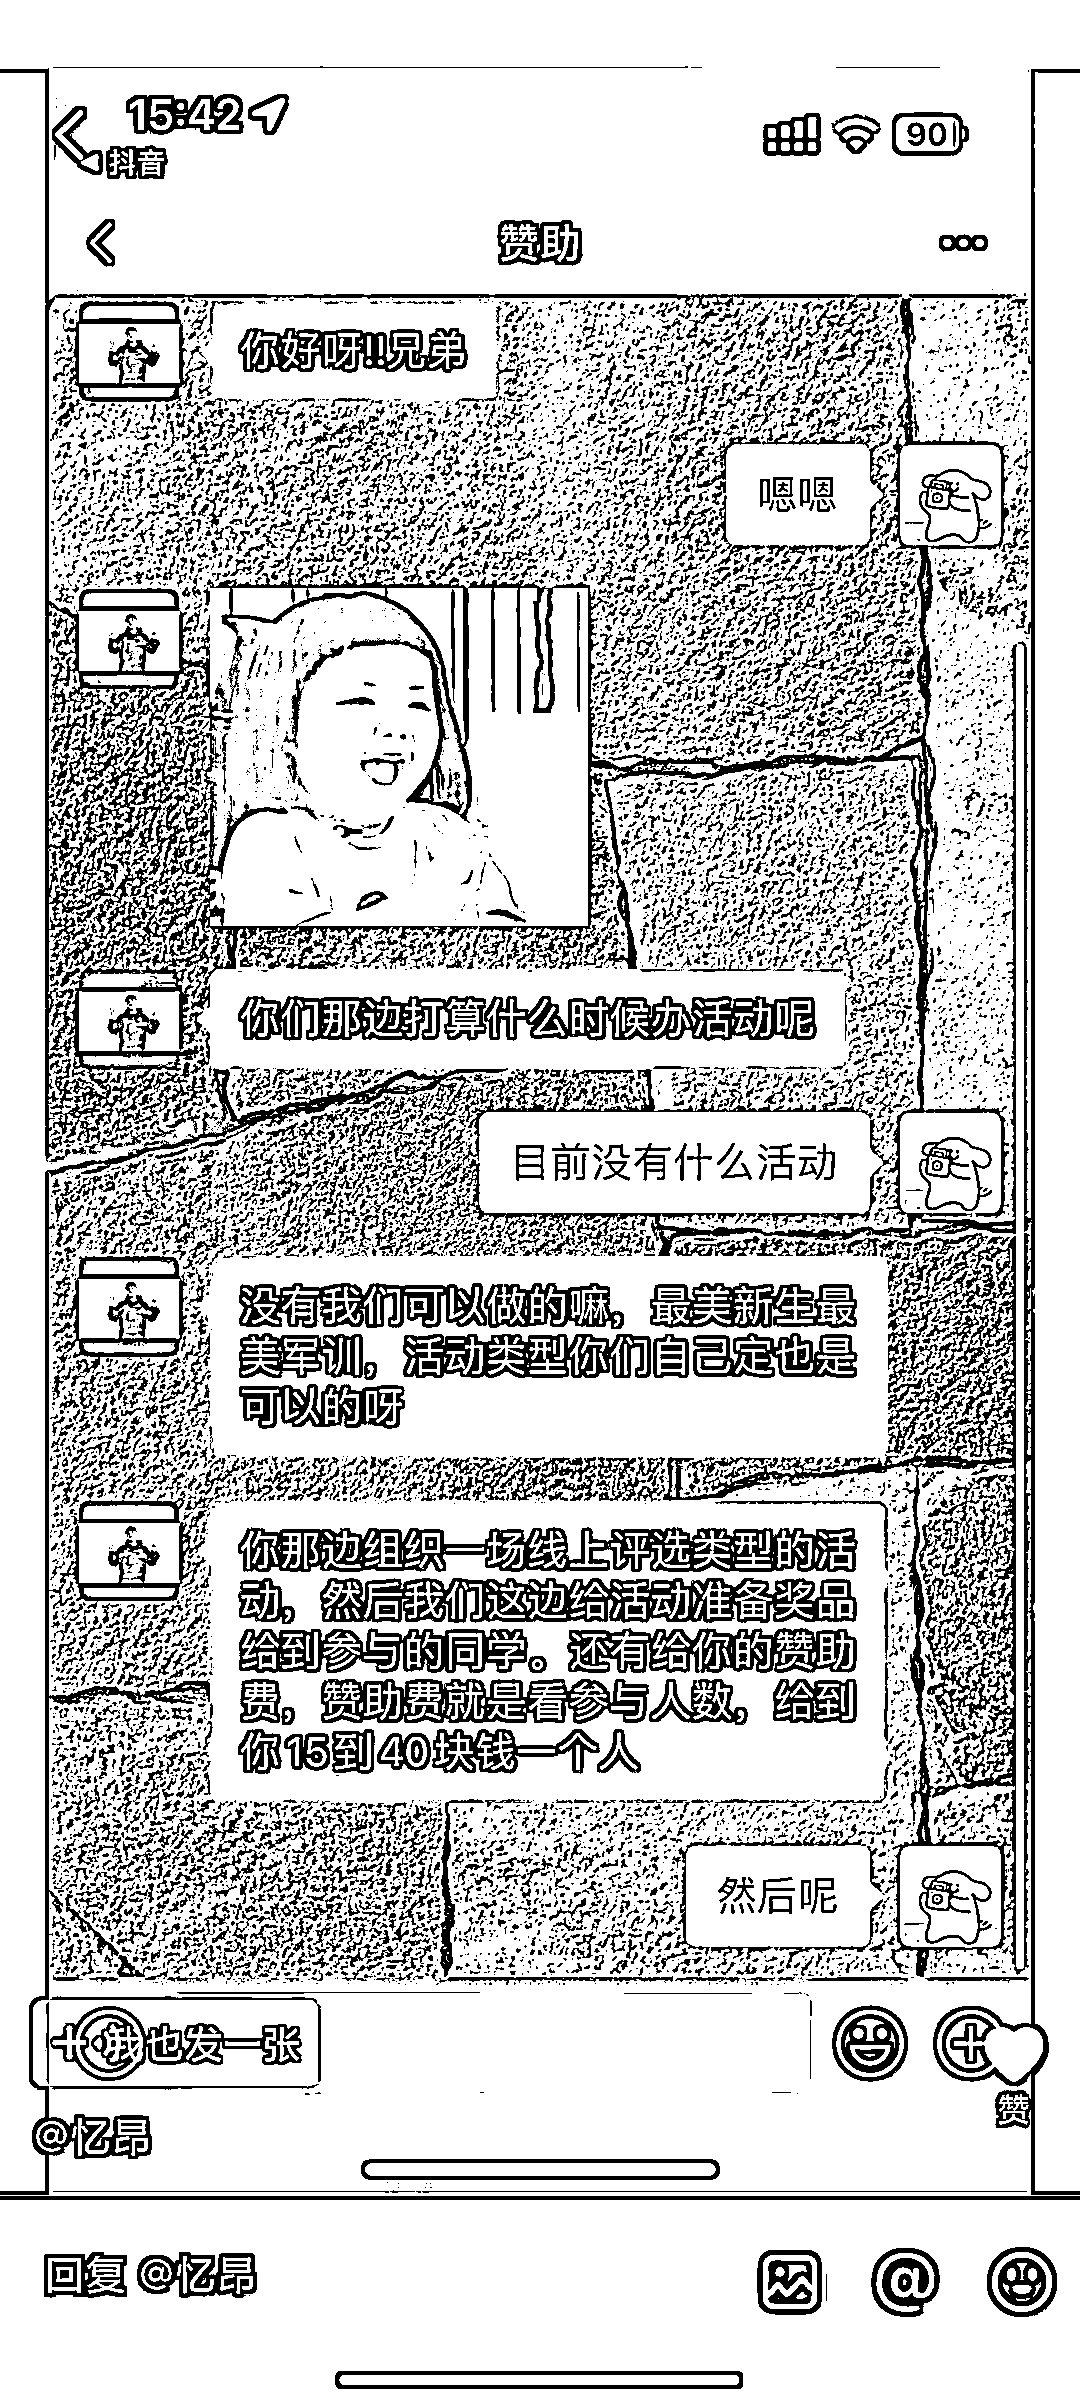 15:42
抖音
90
赞助
你好呀!!兄弟
嗯嗯
你们那边打算什么时候办活动呢
目前没有什么活动
没有我们可以做的嘛，最美新生最
美军训，活动类型你们自己定也是
可以的呀
你那边组织一场线上评选类型的活
动，然后我们这边给活动准备奖品
给到参与的同学。还有给你的赞助
费，赞助费就是看参与人数，给到
你15到40块钱一个人
然后呢
+ 我也发一张
赞
@忆昂
回复 @忆昂